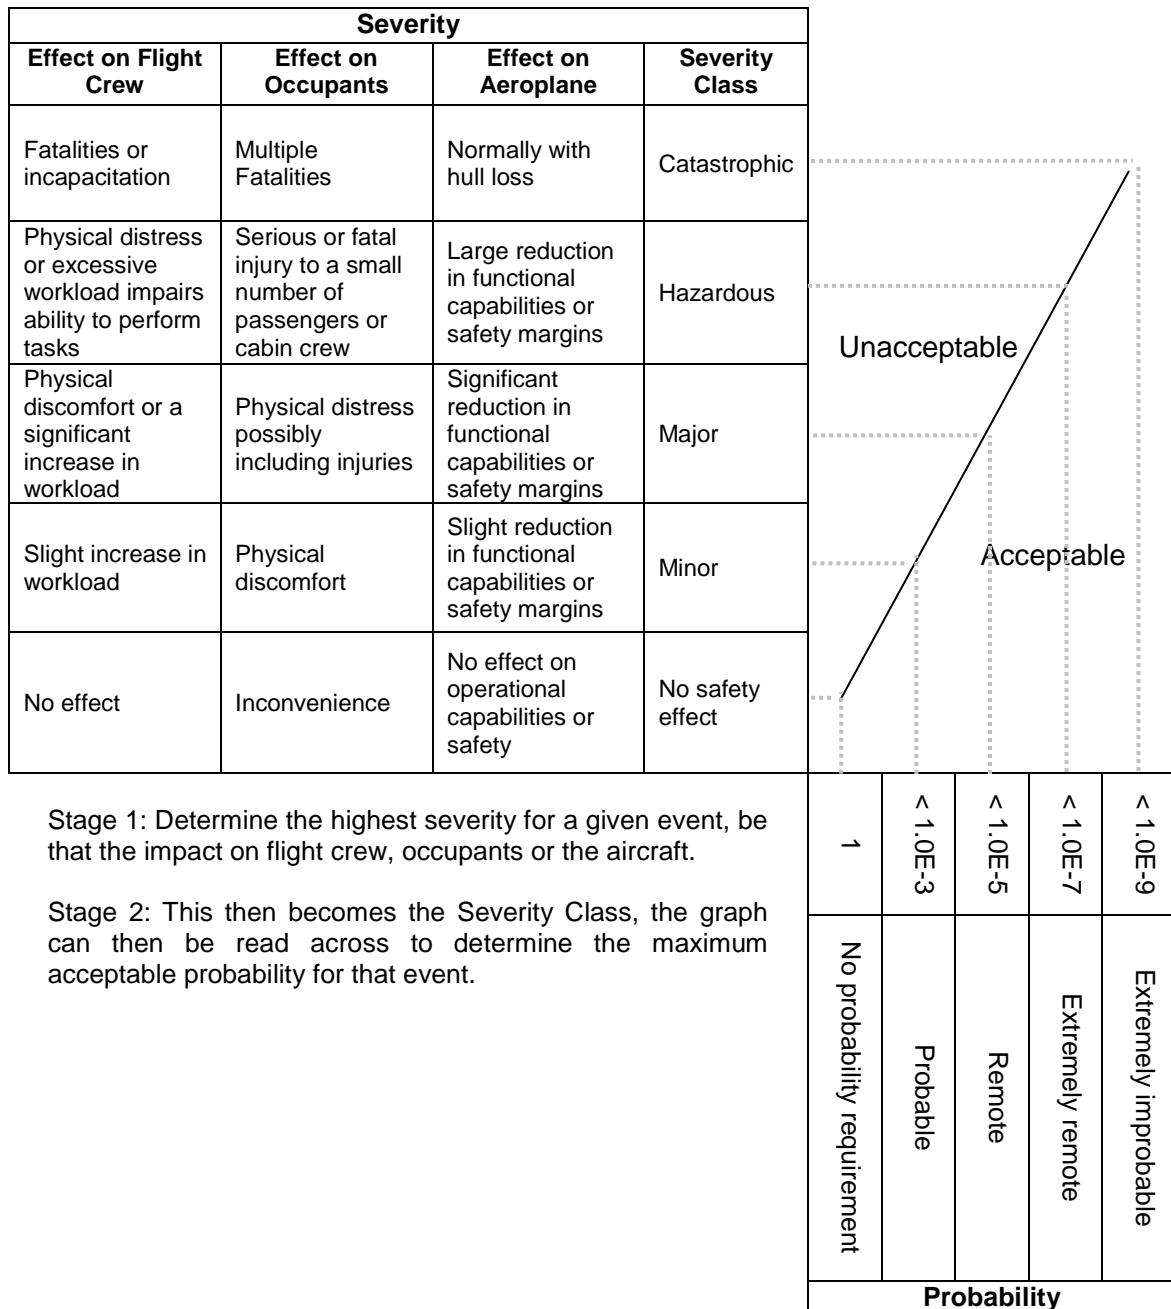 Severity
Effect on Flight
Crew
Effect on
Occupants
Effect on
Aeroplane
Severity
Class
Fatalities or
incapacitation
Multiple
Fatalities
Normally with
hull loss
Catastrophic
Physical distress
or excessive
workload impairs
ability to perform
tasks
Serious or fatal
injury to a small
number of
passengers or
cabin crew
Large reduction
in functional
capabilities or
safety margins
Hazardous
Physical
discomfort or a
significant
increase in
workload
Physical distress
possibly
including injuries
Significant
reduction in
functional
capabilities or
safety margins
Major
Slight increase in
workload
Physical
discomfort
Slight reduction
in functional
capabilities or
safety margins
Minor
No effect
Inconvenience
No effect on
operational
capabilities or
safety
No safety
effect
Unacceptable
Acceptable
Stage 1: Determine the highest severity for a given event, be
that the impact on flight crew, occupants or the aircraft.
Stage 2: This then becomes the Severity Class, the graph
can then be read across to determine the maximum
acceptable probability for that event.
1
< 1.0E-3
< 1.0E-5
< 1.0E-7
< 1.0E-9
No probability requirement
Probable
Remote
Extremely remote
Extremely improbable
Probability